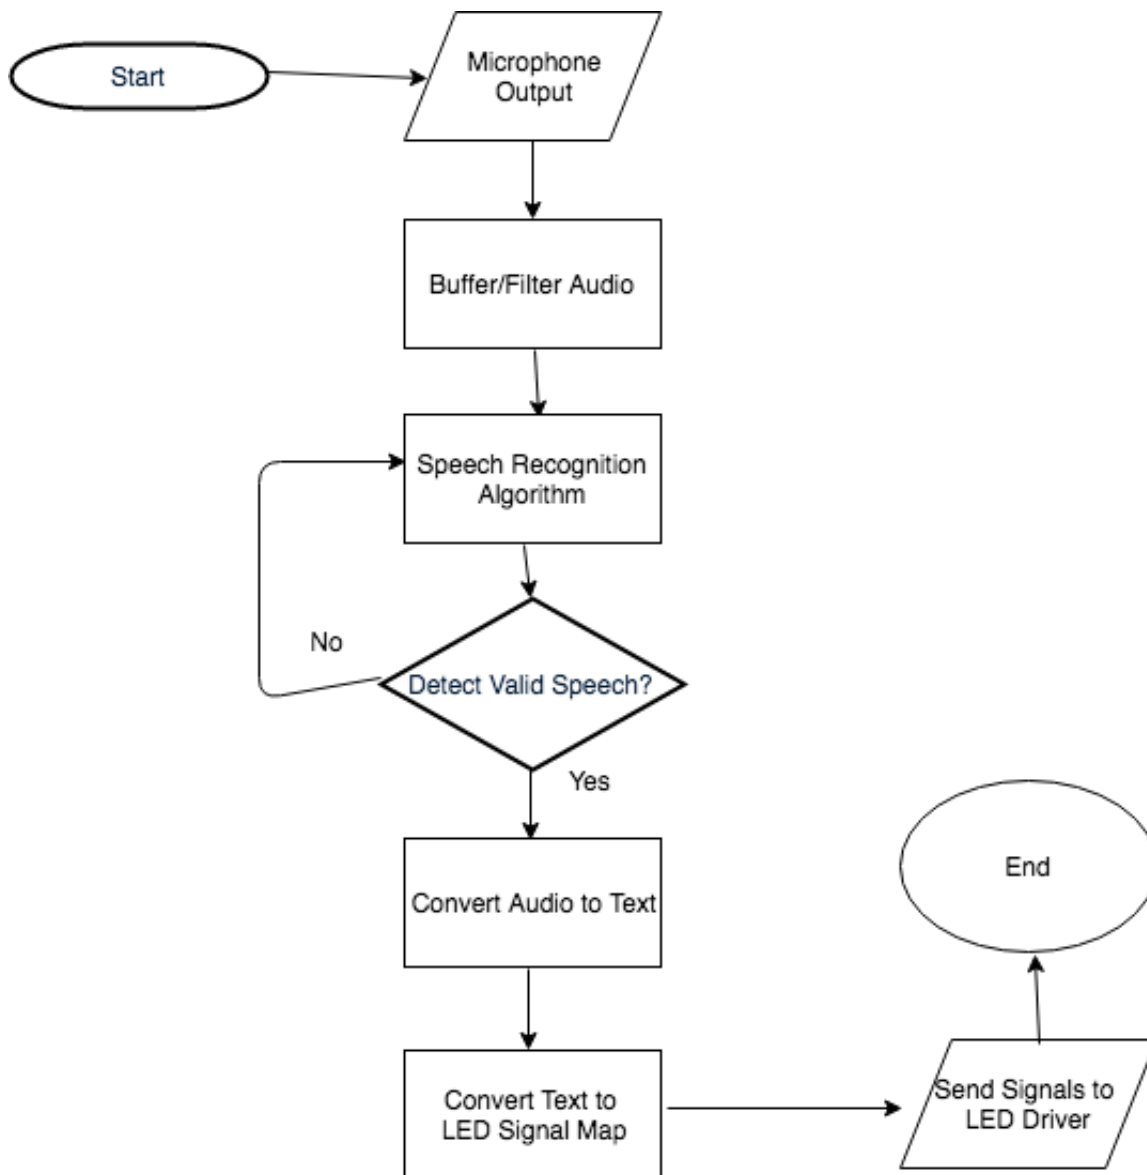 Start
Microphone
Output
Buffer/Filter Audio
Speech Recognition
Algorithm
No
Detect Valid Speech?
Yes
Convert Audio to Text
Convert Text to
LED Signal Map
Send Signals to
LED Driver
End